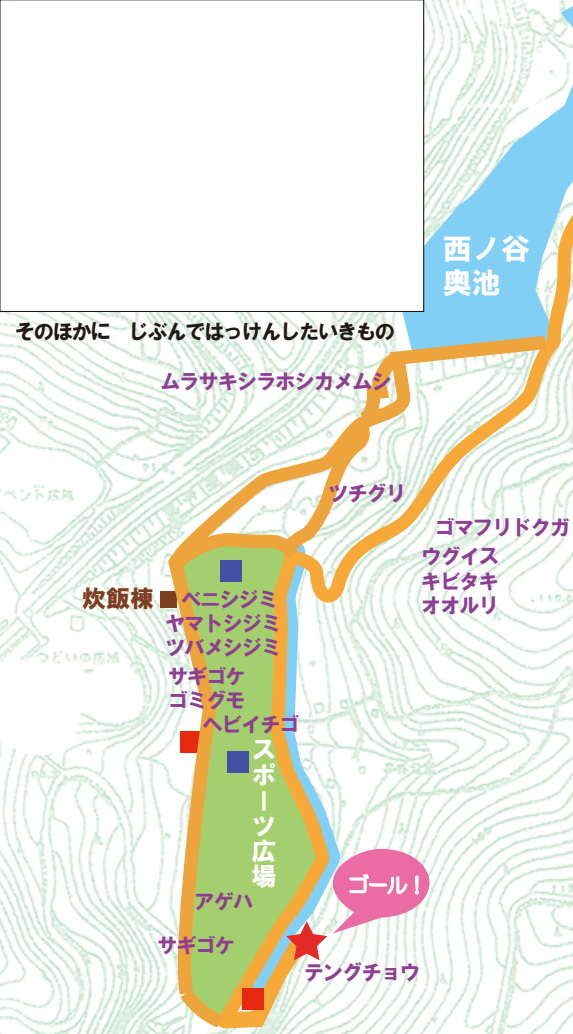 西ノ谷
奥池
そのほかに じぶんではっけんしたいきもの
ムラサキシラホシカメムシ
ツチグリ
ゴマフリドクガ
ウグイス
キビタキ
オオルリ
炊飯棟
ベニシジミ
ヤマトシジミ
ツバメシジミ
つどいの広場
サギゴケ
ゴミグモ
ヘビイチゴ
スポーツ広場
ゴール！
アゲハ
サギゴケ
テングチョウ